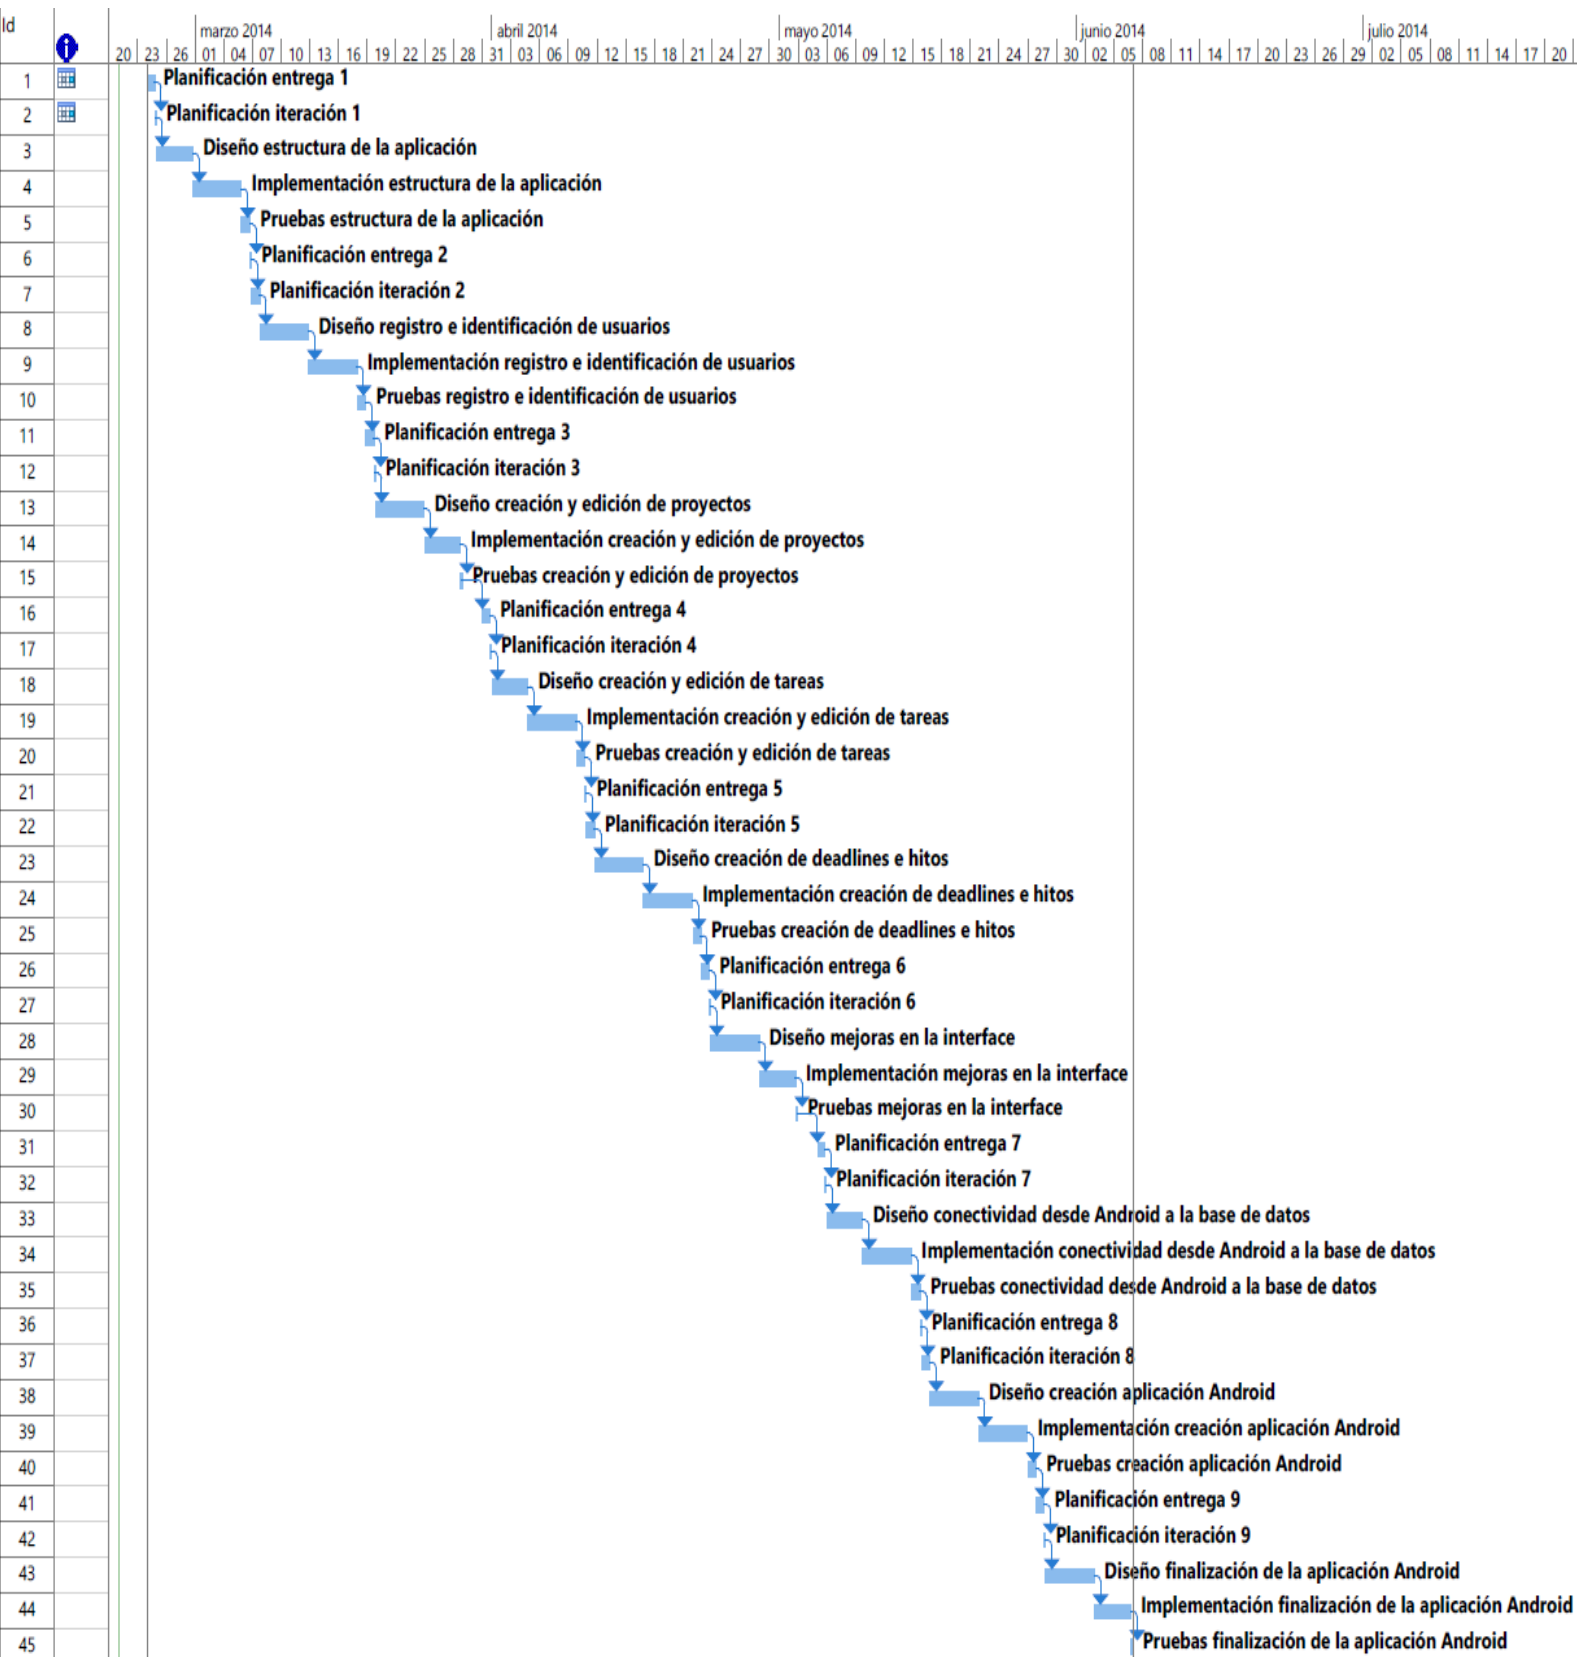 Id
marzo 2014 abril 2014 mayo 2014 junio 2014 julio 2014
20 23 26 01 04 07 10 13 16 19 22 25 28 31 03 06 09 12 15 18 21 24 27 30 03 06 09 12 15 18 21 24 27 30 02 05 08 11 14 17 20 23 26 29 02 05 08 11 14 17 20
1 Planificación entrega 1
2 Planificación iteración 1
3 Diseño estructura de la aplicación
4 Implementación estructura de la aplicación
5 Pruebas estructura de la aplicación
6 Planificación entrega 2
7 Planificación iteración 2
8 Diseño registro e identificación de usuarios
9 Implementación registro e identificación de usuarios
10 Pruebas registro e identificación de usuarios
11 Planificación entrega 3
12 Planificación iteración 3
13 Diseño creación y edición de proyectos
14 Implementación creación y edición de proyectos
15 Pruebas creación y edición de proyectos
16 Planificación entrega 4
17 Planificación iteración 4
18 Diseño creación y edición de tareas
19 Implementación creación y edición de tareas
20 Pruebas creación y edición de tareas
21 Planificación entrega 5
22 Planificación iteración 5
23 Diseño creación de deadlines e hitos
24 Implementación creación de deadlines e hitos
25 Pruebas creación de deadlines e hitos
26 Planificación entrega 6
27 Planificación iteración 6
28 Diseño mejoras en la interface
29 Implementación mejoras en la interface
30 Pruebas mejoras en la interface
31 Planificación entrega 7
32 Planificación iteración 7
33 Diseño conectividad desde Android a la base de datos
34 Implementación conectividad desde Android a la base de datos
35 Pruebas conectividad desde Android a la base de datos
36 Planificación entrega 8
37 Planificación iteración 8
38 Diseño creación aplicación Android
39 Implementación creación aplicación Android
40 Pruebas creación aplicación Android
41 Planificación entrega 9
42 Planificación iteración 9
43 Diseño finalización de la aplicación Android
44 Implementación finalización de la aplicación Android
45 Pruebas finalización de la aplicación Android